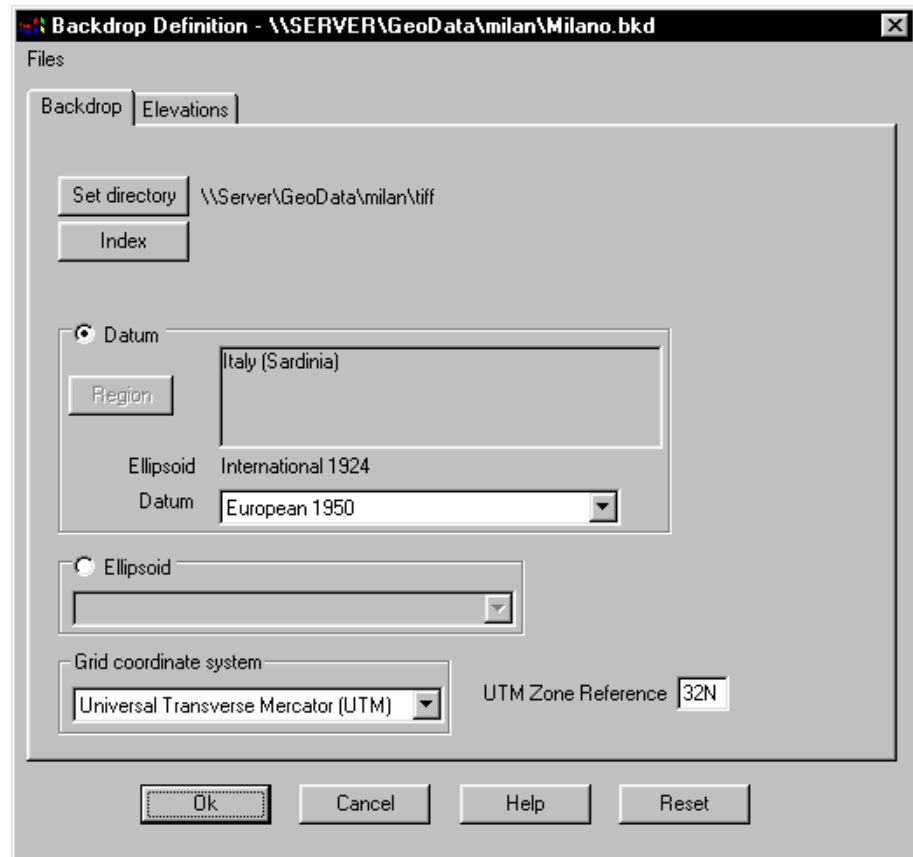 Backdrop Definition - \\SERVER\GeoData\milan\Milano.bkd
Files
Backdrop
Elevations
Set directory
\\Server\GeoData\milan\tiff
Index
Datum
Italy (Sardinia)
Region
Ellipsoid International 1924
Datum European 1950
Ellipsoid
Grid coordinate system
Universal Transverse Mercator (UTM)
UTM Zone Reference 32N
Ok
Cancel
Help
Reset